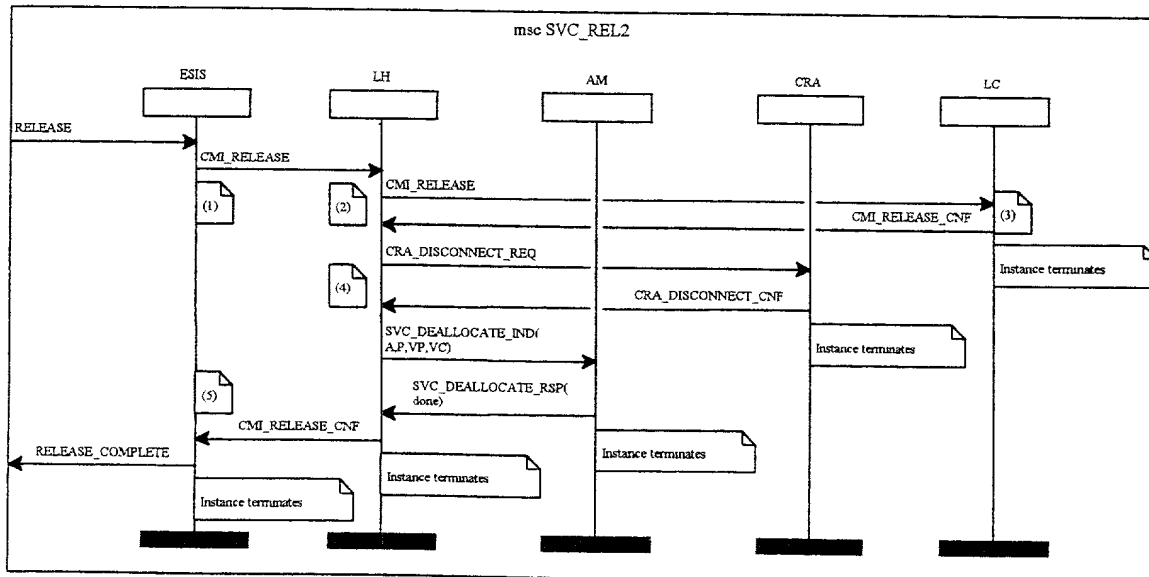 msc SVC_REL2
ESIS
LH
AM
CRA
LC
RELEASE
CMI_RELEASE
(1)
(2)
CMI_RELEASE
(3)
CMI_RELEASE_CNF
CRA_DISCONNECT_REQ
Instance terminates
(4)
CRA_DISCONNECT_CNF
SVC_DEALLOCATE_IND(
A,P,VP,VC)
Instance terminates
(5)
SVC_DEALLOCATE_RSP(
done)
CMI_RELEASE_CNF
RELEASE_COMPLETE
Instance terminates
Instance terminates
Instance terminates